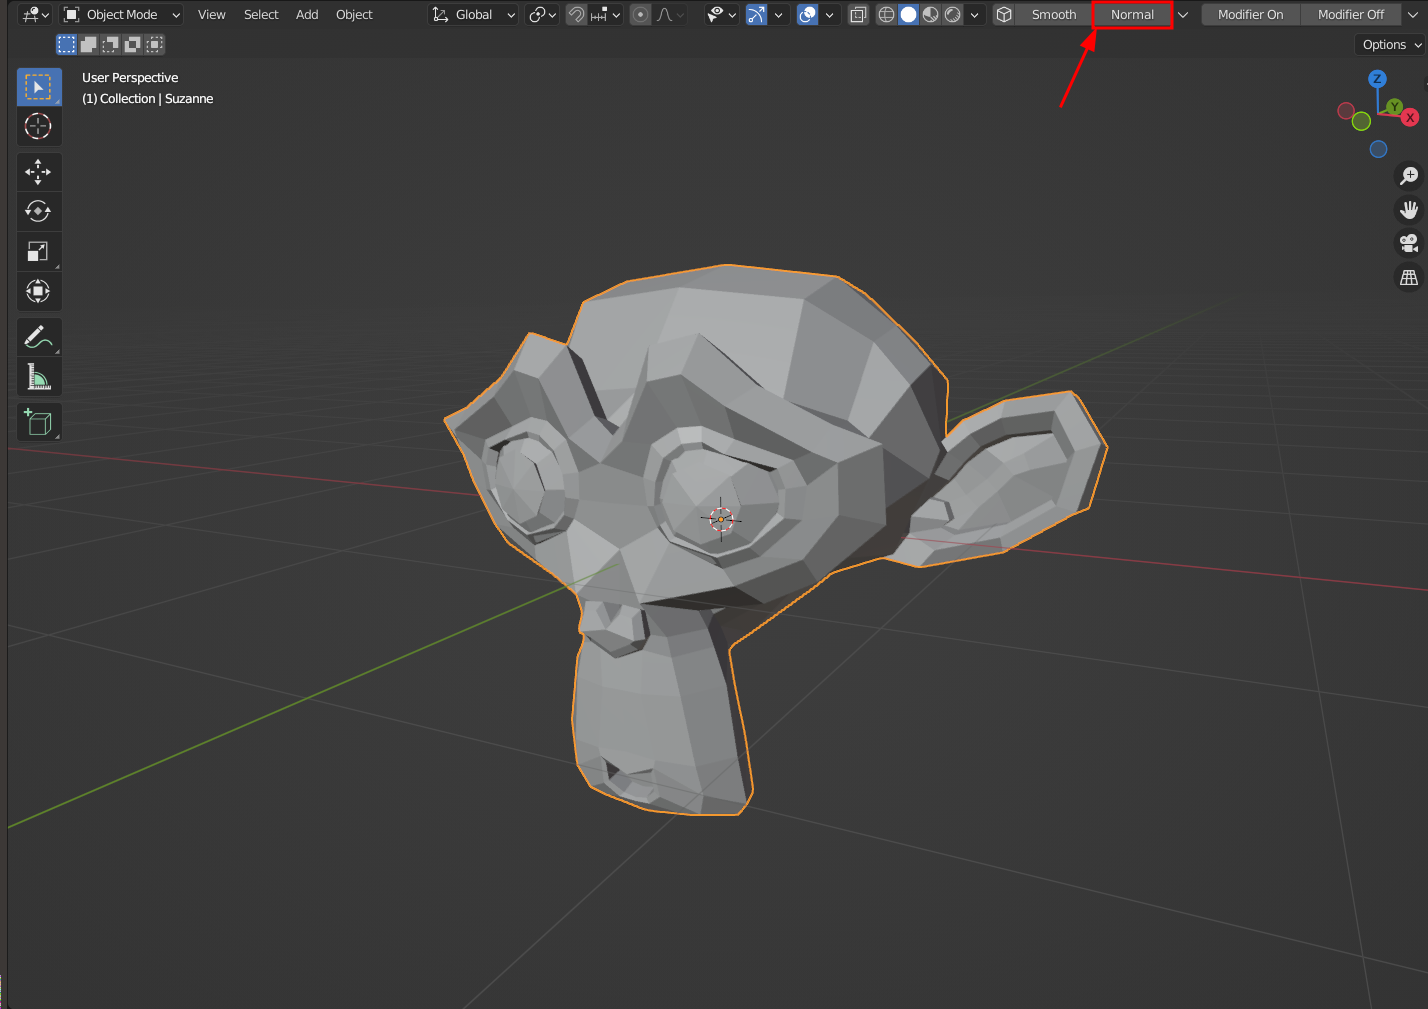 Object Mode View Select Add Object Global Smooth Normal Modifier On Modifier Off
Options
User Perspective
(1) Collection | Suzanne
Z
Y
X